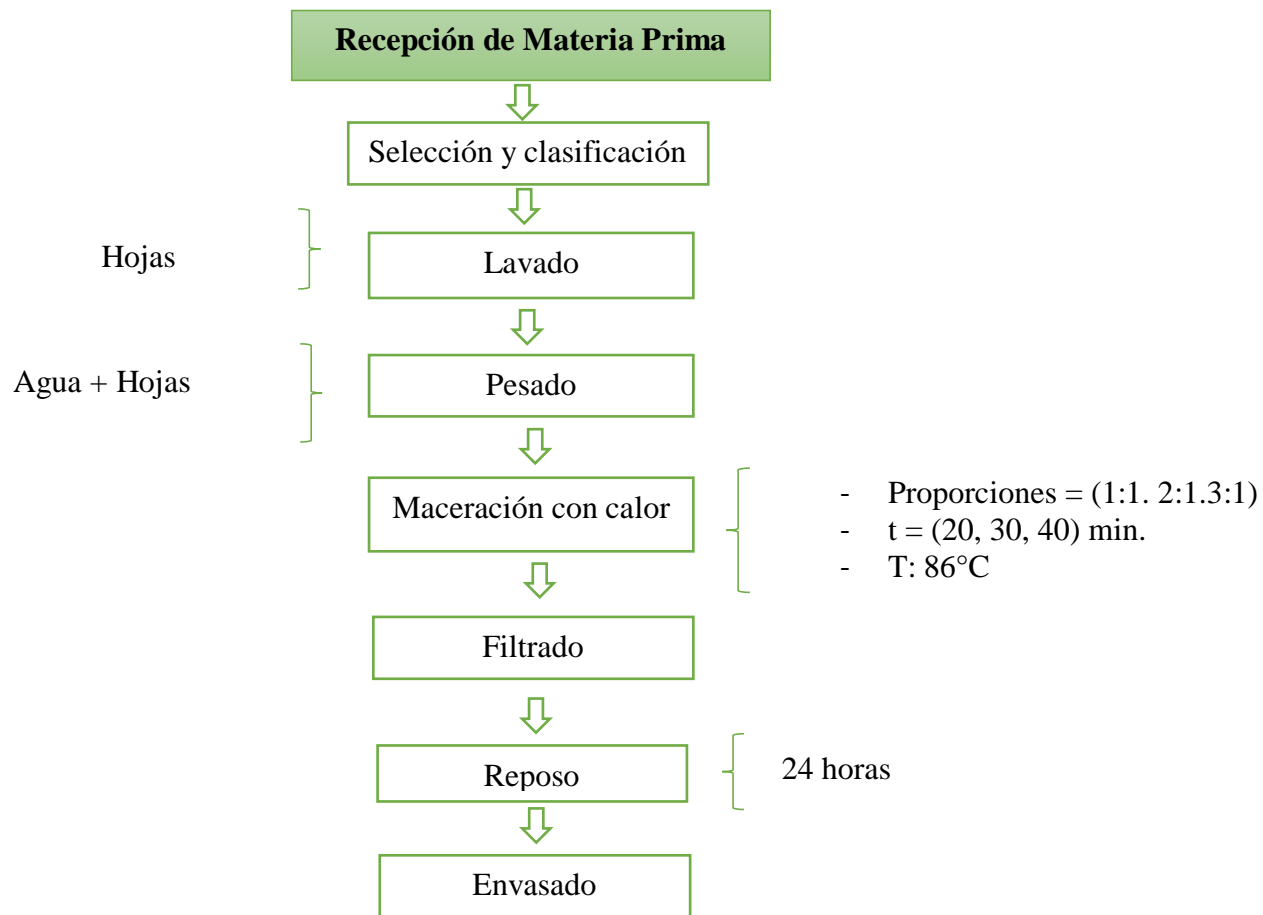 Recepción de Materia Prima
Selección y clasificación
Hojas
Lavado
Agua + Hojas
Pesado
Maceración con calor
- Proporciones = (1:1. 2:1.3:1)
- t = (20, 30, 40) min.
- T: 86°C
Filtrado
Reposo
24 horas
Envasado